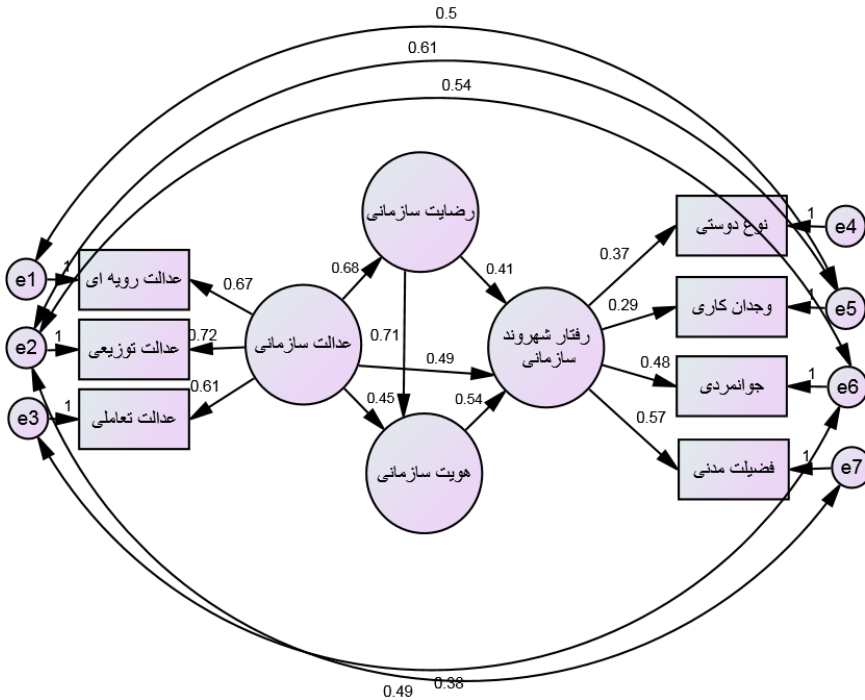 0.5
0.61
0.54
رضایت سازمانی
نوع دوستی
1
e4
0.37
0.41
e1
1
عدالت رویه ای
0.67
0.68
0.29
وجدان کاری
1
e5
e2
1
عدالت توزیعی
0.72
عدالت سازمانی
0.71
0.49
رفتار شهروند
سازمانی
0.48
جوانمردی
1
e6
e3
1
عدالت تعاملی
0.61
0.45
0.54
0.57
هویت سازمانی
فضیلت مدنی
1
e7
0.49
0.38